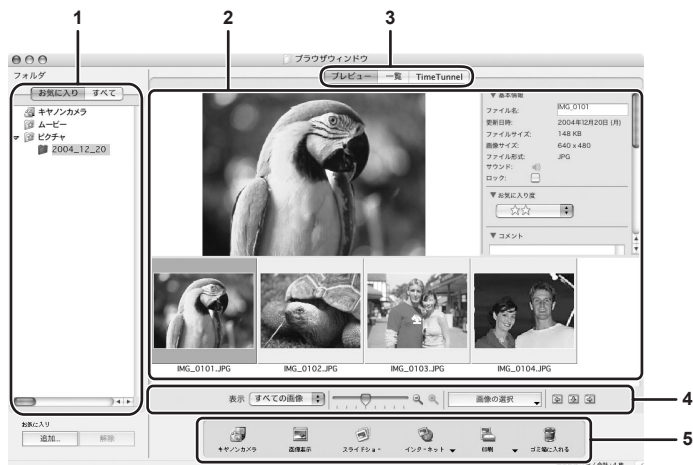 1
2
3
ブラウザウィンドウ
フォルダ
プレビュー 一覧 TimeTunnel
お気に入り すべて
キヤノンカメラ
ムービー
ピクチャ
2004_12_20
▼ 基本情報
ファイル名: IMG_0101
更新日時: 2004年12月20日 (月)
ファイルサイズ: 148 KB
画像サイズ: 640 x 480
ファイル形式: JPG
サウンド:
ロック:
▼ お気に入り度
☆☆
▼ コメント
IMG_0101.JPG
IMG_0102.JPG
IMG_0103.JPG
IMG_0104.JPG
表示 すべての画像 画像の選択
4
お気に入り
追加... 解除
キヤノンカメラ
画像表示
スライドショー
インターネット
印刷
ゴミ箱に入れる
5